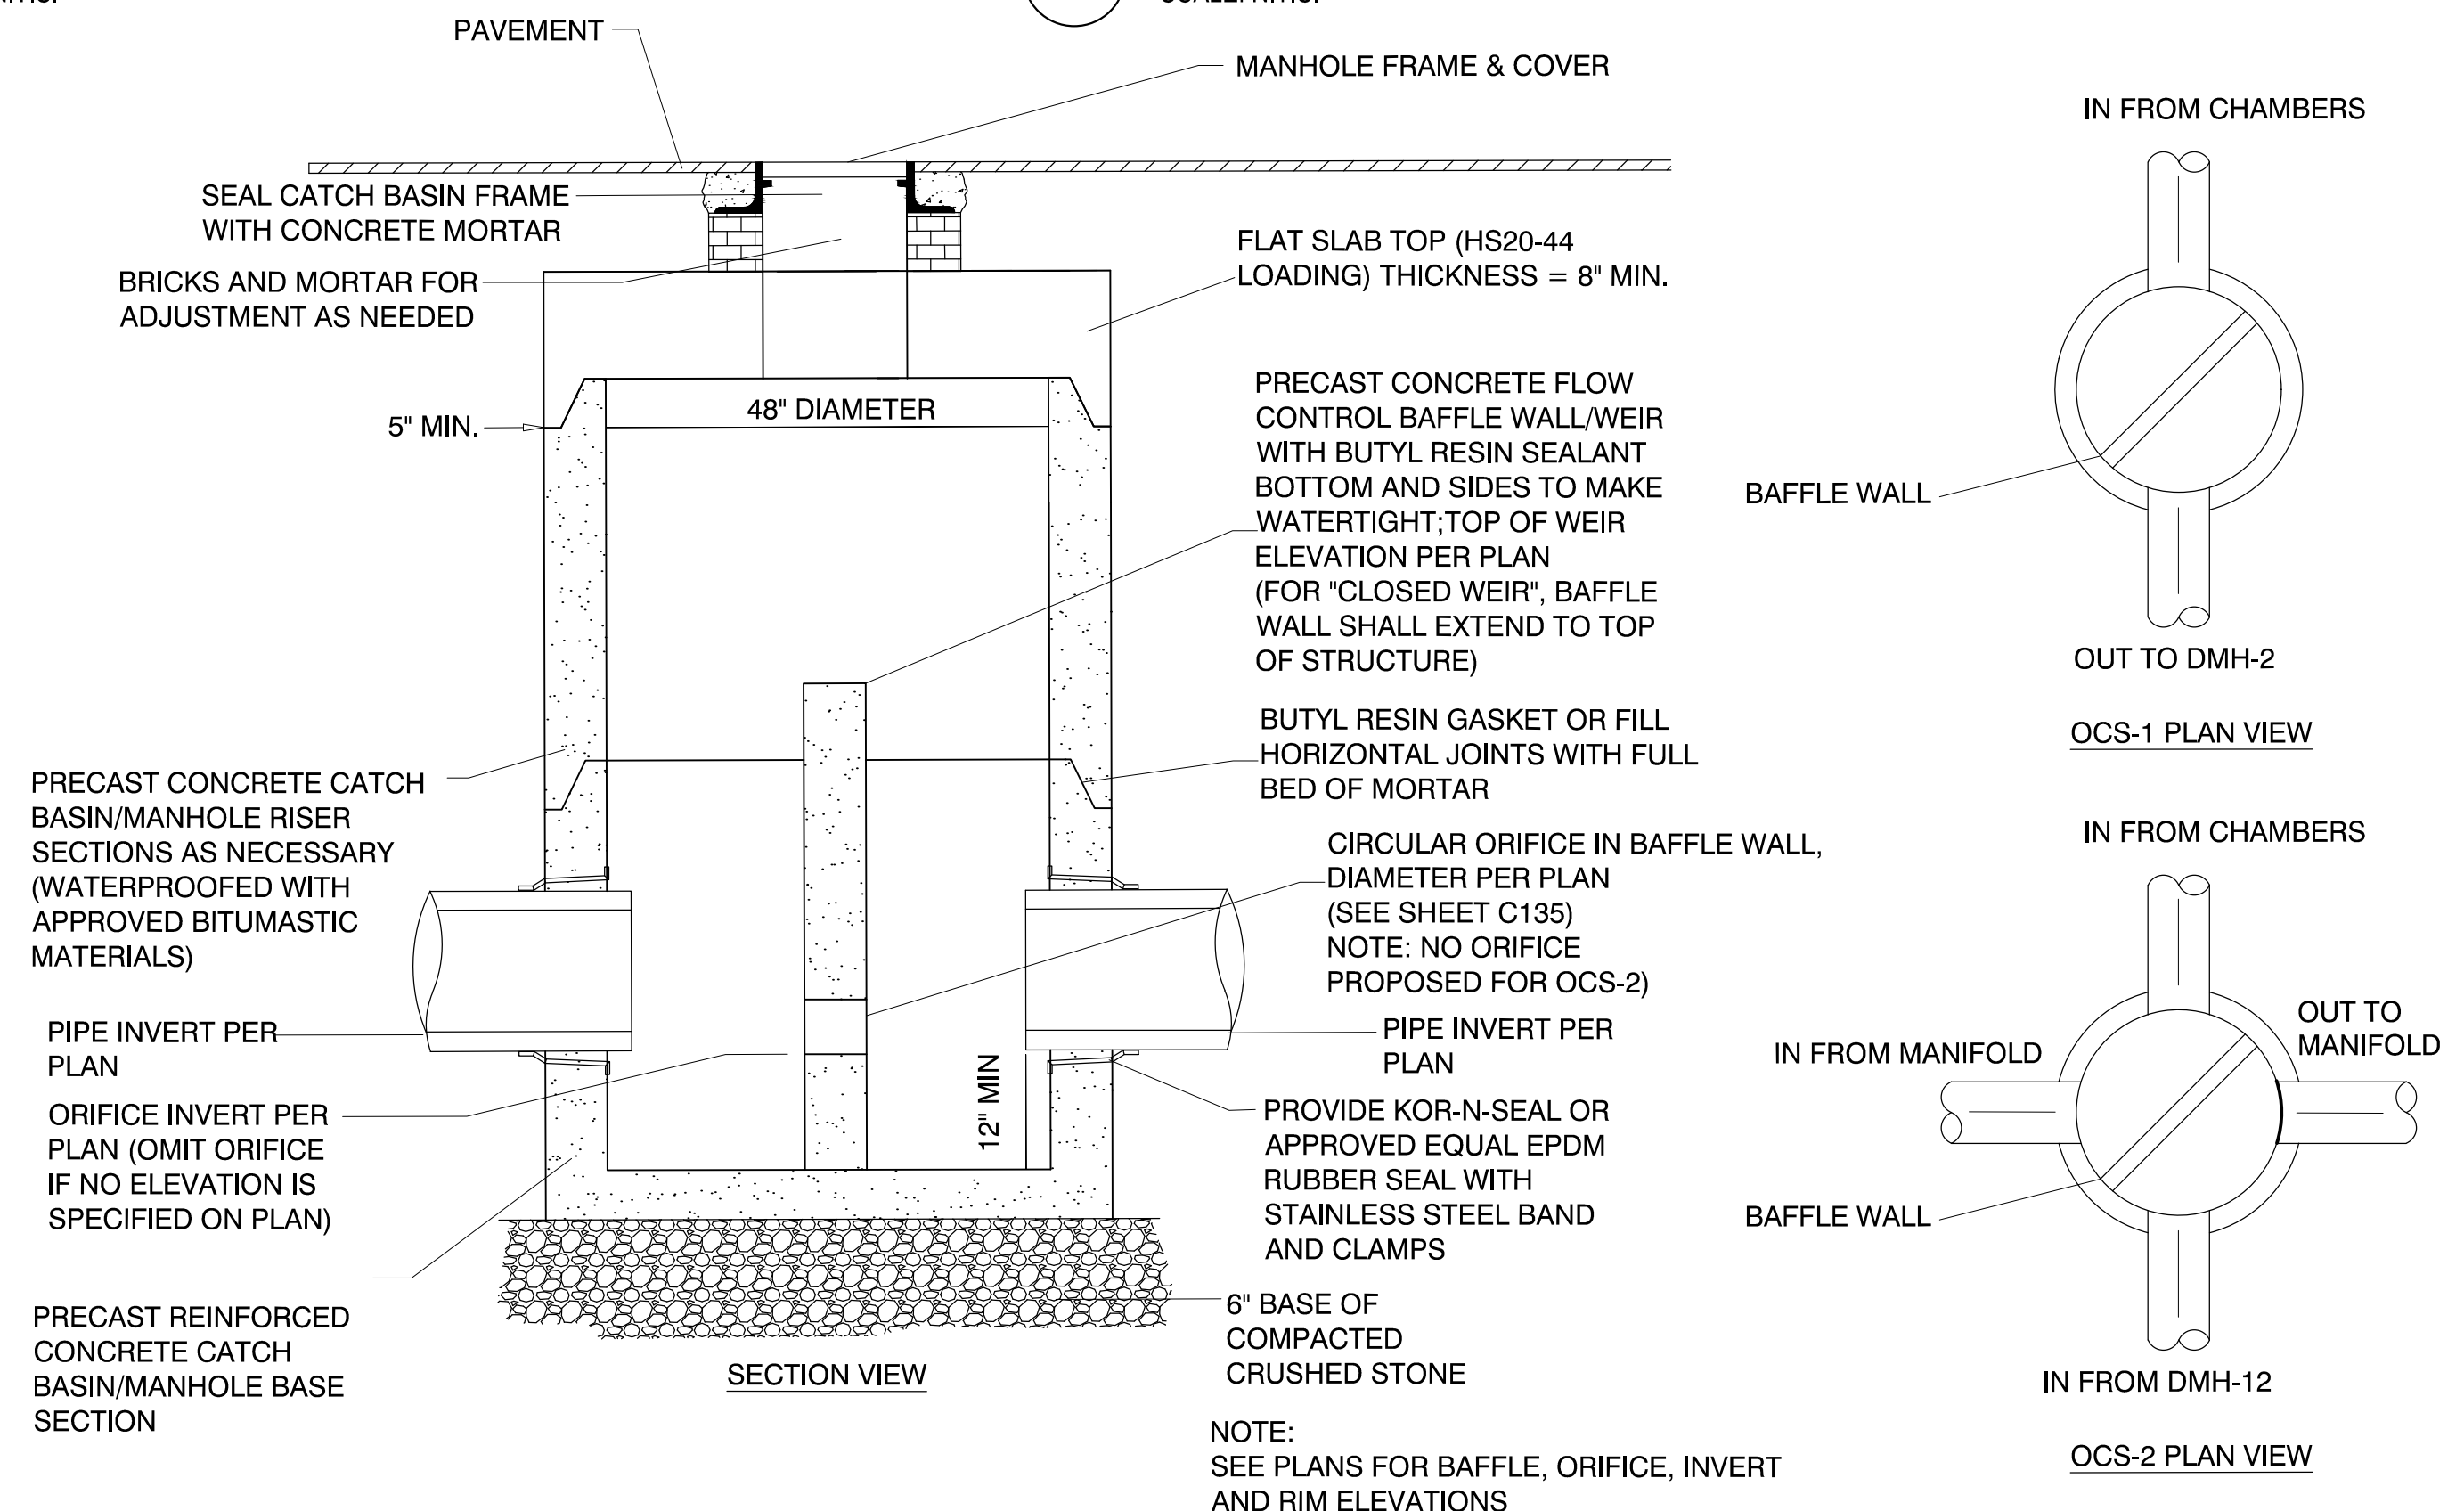 PAVEMENT
MANHOLE FRAME & COVER
SEAL CATCH BASIN FRAME
WITH CONCRETE MORTAR
BRICKS AND MORTAR FOR
ADJUSTMENT AS NEEDED
FLAT SLAB TOP (HS20-44
LOADING) THICKNESS = 8" MIN.
5" MIN.
48" DIAMETER
PRECAST CONCRETE FLOW
CONTROL BAFFLE WALL/WEIR
WITH BUTYL RESIN SEALANT
BOTTOM AND SIDES TO MAKE
WATERTIGHT;TOP OF WEIR
ELEVATION PER PLAN
(FOR "CLOSED WEIR", BAFFLE
WALL SHALL EXTEND TO TOP
OF STRUCTURE)
BUTYL RESIN GASKET OR FILL
HORIZONTAL JOINTS WITH FULL
BED OF MORTAR
PRECAST CONCRETE CATCH
BASIN/MANHOLE RISER
SECTIONS AS NECESSARY
(WATERPROOFED WITH
APPROVED BITUMASTIC
MATERIALS)
CIRCULAR ORIFICE IN BAFFLE WALL,
DIAMETER PER PLAN
(SEE SHEET C135)
NOTE: NO ORIFICE
PROPOSED FOR OCS-2)
PIPE INVERT PER
PLAN
PIPE INVERT PER
PLAN
ORIFICE INVERT PER
PLAN (OMIT ORIFICE
IF NO ELEVATION IS
SPECIFIED ON PLAN)
12" MIN
PROVIDE KOR-N-SEAL OR
APPROVED EQUAL EPDM
RUBBER SEAL WITH
STAINLESS STEEL BAND
AND CLAMPS
PRECAST REINFORCED
CONCRETE CATCH
BASIN/MANHOLE BASE
SECTION
6" BASE OF
COMPACTED
CRUSHED STONE
SECTION VIEW
NOTE:
SEE PLANS FOR BAFFLE, ORIFICE, INVERT
AND RIM ELEVATIONS
IN FROM CHAMBERS
BAFFLE WALL
OUT TO DMH-2
OCS-1 PLAN VIEW
IN FROM CHAMBERS
OUT TO
MANIFOLD
IN FROM MANIFOLD
BAFFLE WALL
IN FROM DMH-12
OCS-2 PLAN VIEW